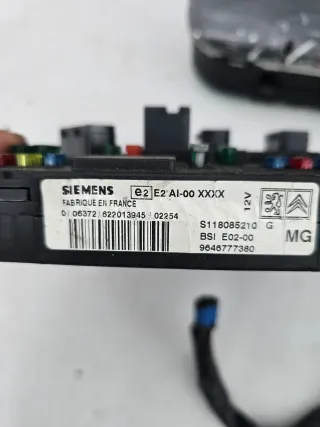 SIEMENS e2 E2 AI-00 XXXX
FABRIQUE EN FRANCE
0 / 06372 / 622013945 / 02254
12V
S118085210 G
BSI E02-00
9646777380
MG